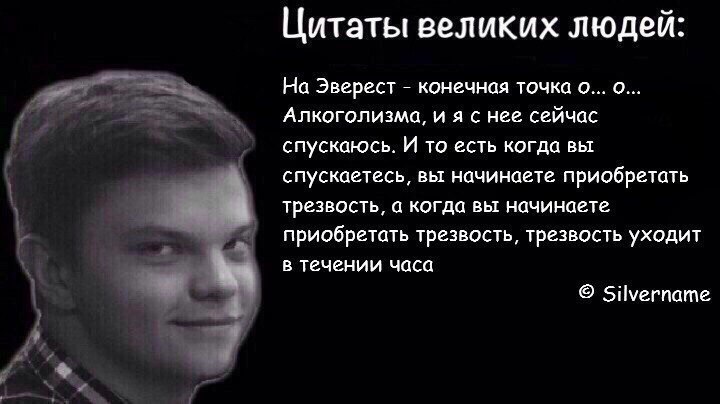 Цитаты великих людей:
На Эверест - конечная точка о... о...
Алкоголизма, и я с нее сейчас
спускаюсь. И то есть когда вы
спускаетесь, вы начинаете приобретать
трезвость, а когда вы начинаете
приобретать трезвость, трезвость уходит
в течении часа
© Silvername